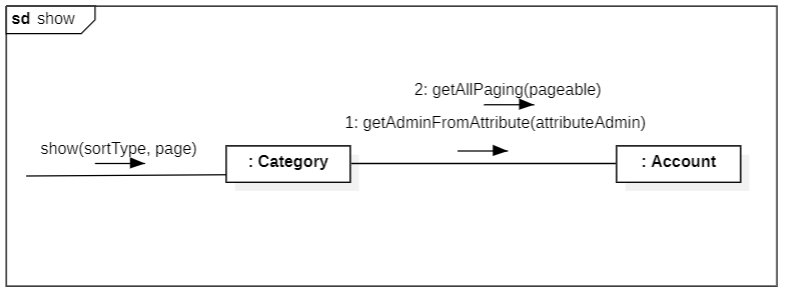 sd show
2: getAllPaging(pageable)
1: getAdminFromAttribute(attributeAdmin)
show(sortType, page)
: Category
: Account